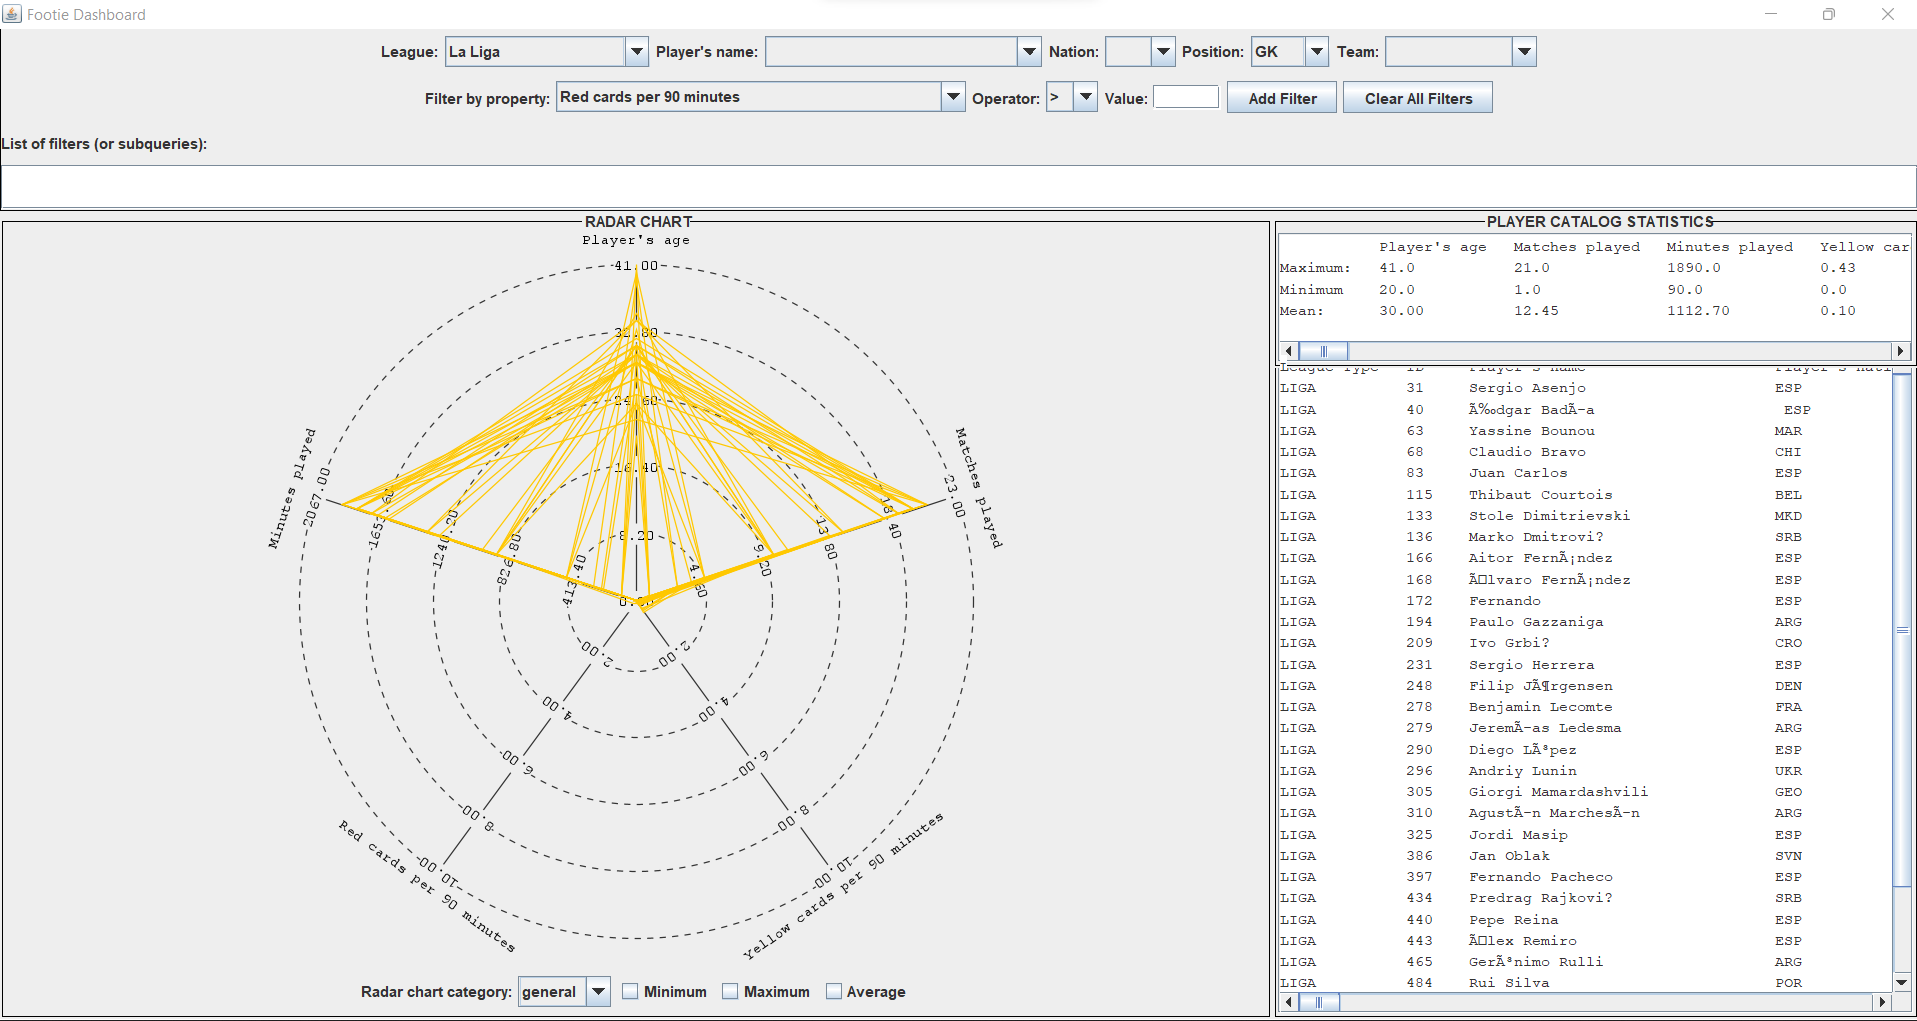 Footie Dashboard
League: La Liga Player's name: Nation: Position: GK Team:
Filter by property: Red cards per 90 minutes Operator: > Value: Add Filter Clear All Filters
List of filters (or subqueries):
RADAR CHART
Player's age
41.00
32.80
24.60
16.40
8.20
0.00
Matches played
23.00
18.40
13.80
9.20
4.60
Yellow cards per 90 minutes
10.00
8.00
6.00
4.00
2.00
Red cards per 90 minutes
10.00
8.00
6.00
4.00
2.00
Minutes played
2067.00
1653.60
1240.20
826.80
413.40
Radar chart category: general Minimum Maximum Average
PLAYER CATALOG STATISTICS
Player's age Matches played Minutes played Yellow car
Maximum: 41.0 21.0 1890.0 0.43
Minimum 20.0 1.0 90.0 0.0
Mean: 30.00 12.45 1112.70 0.10
League Type ID Player's name Player's nati
LIGA 31 Sergio Asenjo ESP
LIGA 40 Ã‰dgar BadÃ-a ESP
LIGA 63 Yassine Bounou MAR
LIGA 68 Claudio Bravo CHI
LIGA 83 Juan Carlos ESP
LIGA 115 Thibaut Courtois BEL
LIGA 133 Stole Dimitrievski MKD
LIGA 136 Marko Dmitrovi? SRB
LIGA 166 Aitor FernÃ¡ndez ESP
LIGA 168 Ã□lvaro FernÃ¡ndez ESP
LIGA 172 Fernando ESP
LIGA 194 Paulo Gazzaniga ARG
LIGA 209 Ivo Grbi? CRO
LIGA 231 Sergio Herrera ESP
LIGA 248 Filip JÃ¶rgensen DEN
LIGA 278 Benjamin Lecomte FRA
LIGA 279 JeremÃ-as Ledesma ARG
LIGA 290 Diego LÃ³pez ESP
LIGA 296 Andriy Lunin UKR
LIGA 305 Giorgi Mamardashvili GEO
LIGA 310 AgustÃ-n MarchesÃ-n ARG
LIGA 325 Jordi Masip ESP
LIGA 386 Jan Oblak SVN
LIGA 397 Fernando Pacheco ESP
LIGA 434 Predrag Rajkovi? SRB
LIGA 440 Pepe Reina ESP
LIGA 443 Ã□lex Remiro ESP
LIGA 465 GerÃ³nimo Rulli ARG
LIGA 484 Rui Silva POR